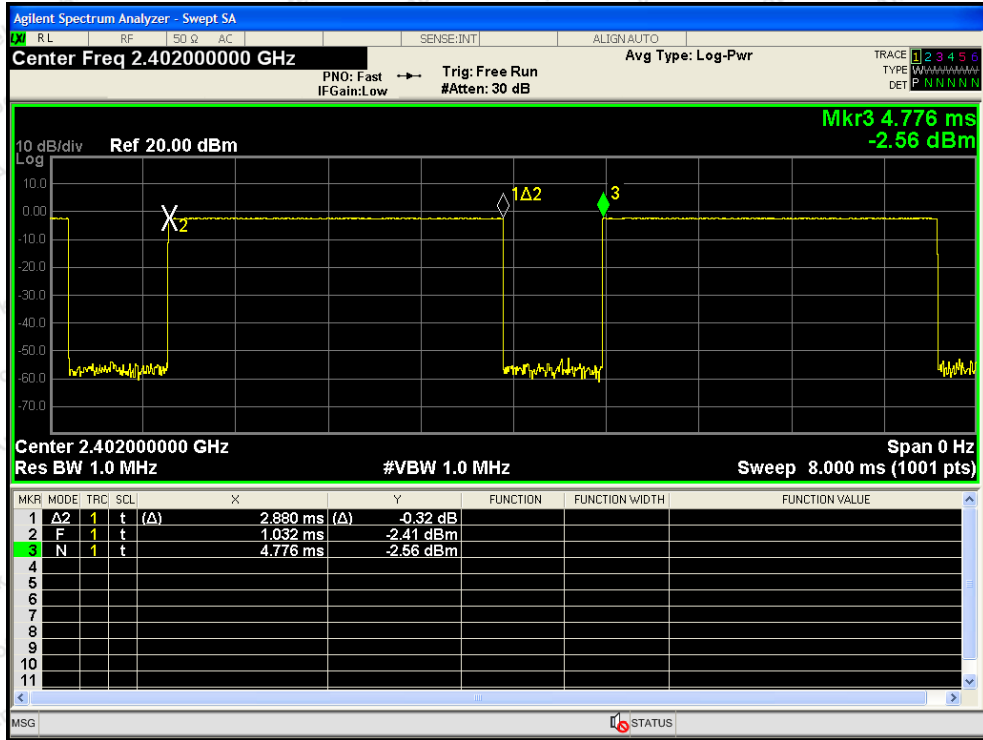 Agilent Spectrum Analyzer - Swept SA
LXI RL RF 50 Ω AC SENSE:INT ALIGN AUTO
Center Freq 2.402000000 GHz
PNO: Fast
IFGain:Low
Trig: Free Run
#Atten: 30 dB
Avg Type: Log-Pwr
TRACE 1 2 3 4 5 6
TYPE WWWWWW
DET P N N N N N
Mkr3 4.776 ms
-2.56 dBm
10 dB/div Ref 20.00 dBm
Log
10.0
0.00
-10.0
-20.0
-30.0
-40.0
-50.0
-60.0
-70.0
2
1Δ2
3
Center 2.402000000 GHz Span 0 Hz
Res BW 1.0 MHz #VBW 1.0 MHz Sweep 8.000 ms (1001 pts)
MKR MODE TRC SCL X Y FUNCTION FUNCTION WIDTH FUNCTION VALUE
1 Δ2 1 t (Δ) 2.880 ms (Δ) -0.32 dB
2 F 1 t 1.032 ms -2.41 dBm
3 N 1 t 4.776 ms -2.56 dBm
4
5
6
7
8
9
10
11
MSG STATUS